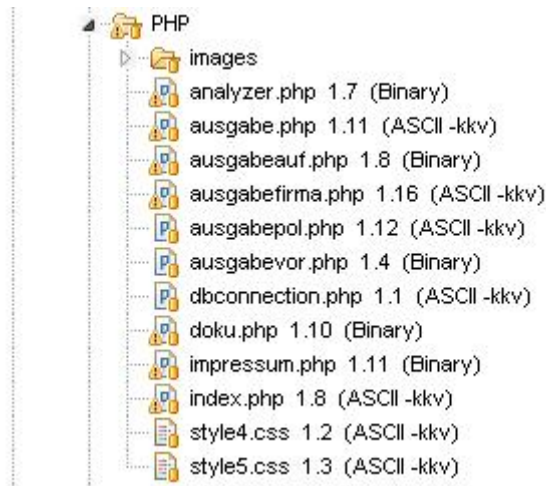 PHP
images
analyzer.php 1.7 (Binary)
ausgabe.php 1.11 (ASCII -kkv)
ausgabeauf.php 1.8 (Binary)
ausgabefirma.php 1.16 (ASCII -kkv)
ausgabepol.php 1.12 (ASCII -kkv)
ausgabevor.php 1.4 (Binary)
dbconnection.php 1.1 (ASCII -kkv)
doku.php 1.10 (Binary)
impressum.php 1.11 (Binary)
index.php 1.8 (ASCII -kkv)
style4.css 1.2 (ASCII -kkv)
style5.css 1.3 (ASCII -kkv)